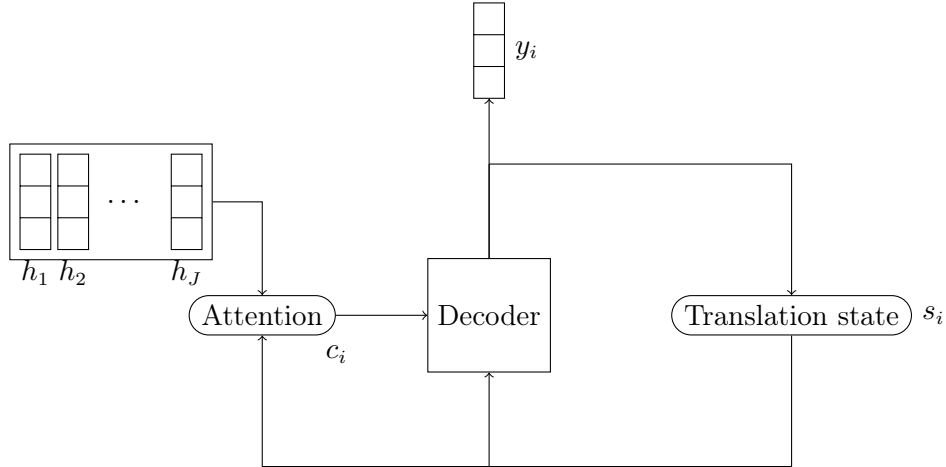 y_i
. . .
h_1 h_2 h_J
Attention Decoder Translation state s_i
c_i